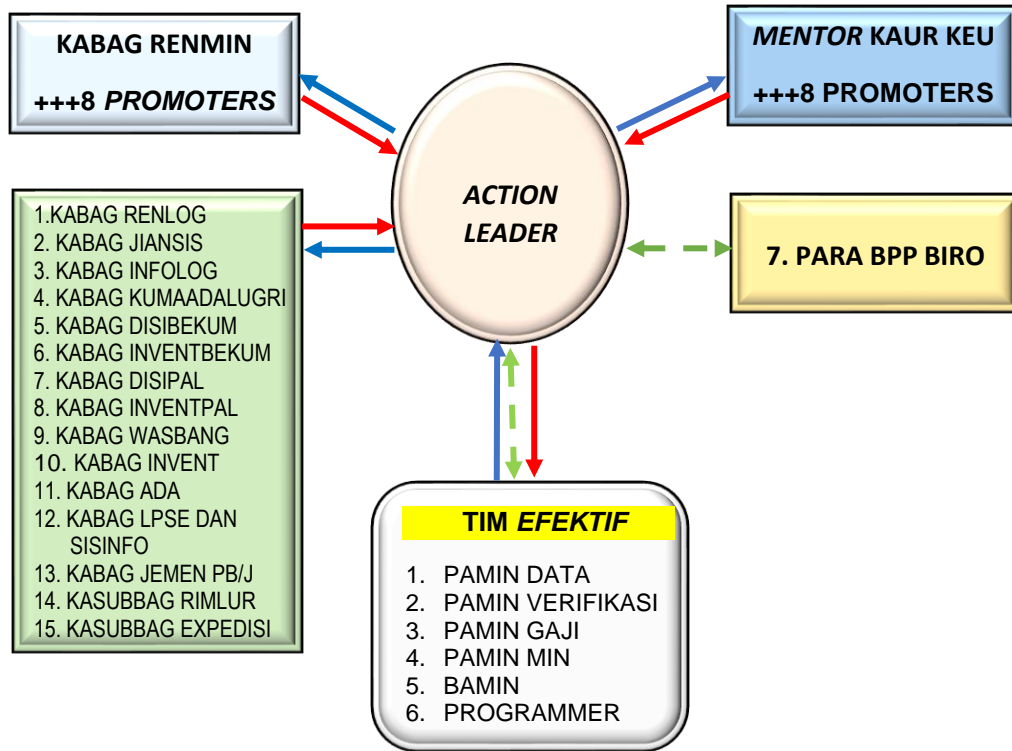 KABAG RENMIN
+++8 PROMOTERS
MENTOR KAUR KEU
+++8 PROMOTERS
ACTION
LEADER
1.KABAG RENLOG
2. KABAG JIANSIS
3. KABAG INFOLOG
4. KABAG KUMAADALUGRI
5. KABAG DISIBEKUM
6. KABAG INVENTBEKUM
7. KABAG DISIPAL
8. KABAG INVENTPAL
9. KABAG WASBANG
10. KABAG INVENT
11. KABAG ADA
12. KABAG LPSE DAN
SISINFO
13. KABAG JEMEN PB/J
14. KASUBBAG RIMLUR
15. KASUBBAG EXPEDISI
7. PARA BPP BIRO
TIM EFEKTIF
1. PAMIN DATA
2. PAMIN VERIFIKASI
3. PAMIN GAJI
4. PAMIN MIN
5. BAMIN
6. PROGRAMMER